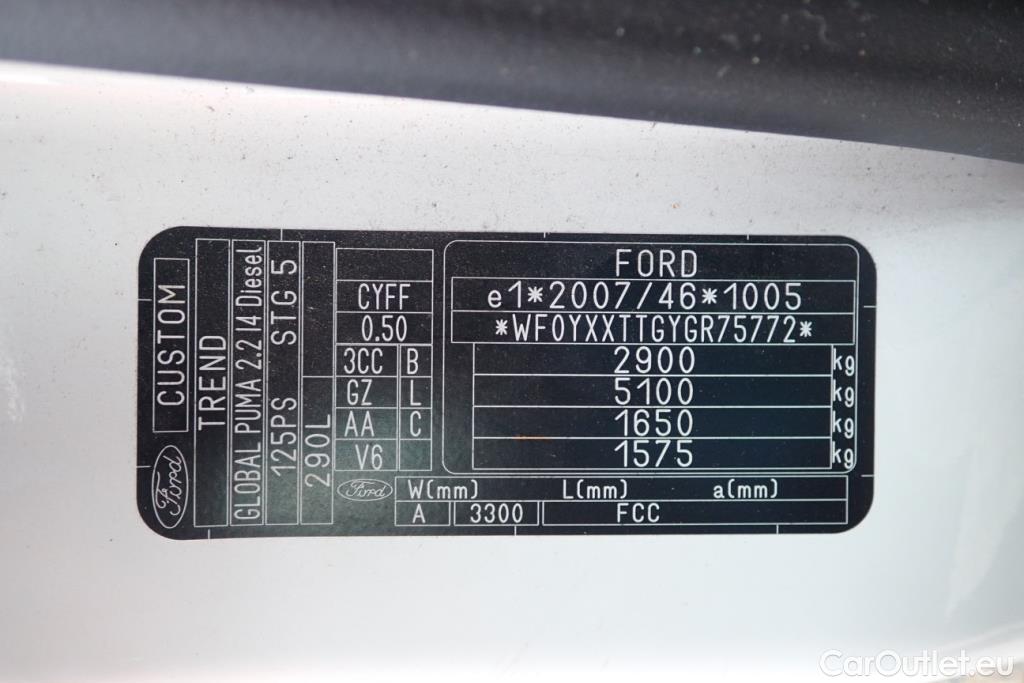 CUSTOM
TREND
GLOBAL PUMA 2.2 I4 Diesel
125PS STG 5
290L
Ford
CYFF
0.50
3CC B
GZ L
AA C
V6
FORD
e1*2007/46*1005
*WF0YXXTTGYGR75772*
2900 kg
5100 kg
1650 kg
1575 kg
Ford
W(mm) L(mm) a(mm)
A 3300 FCC
CarOutlet.eu